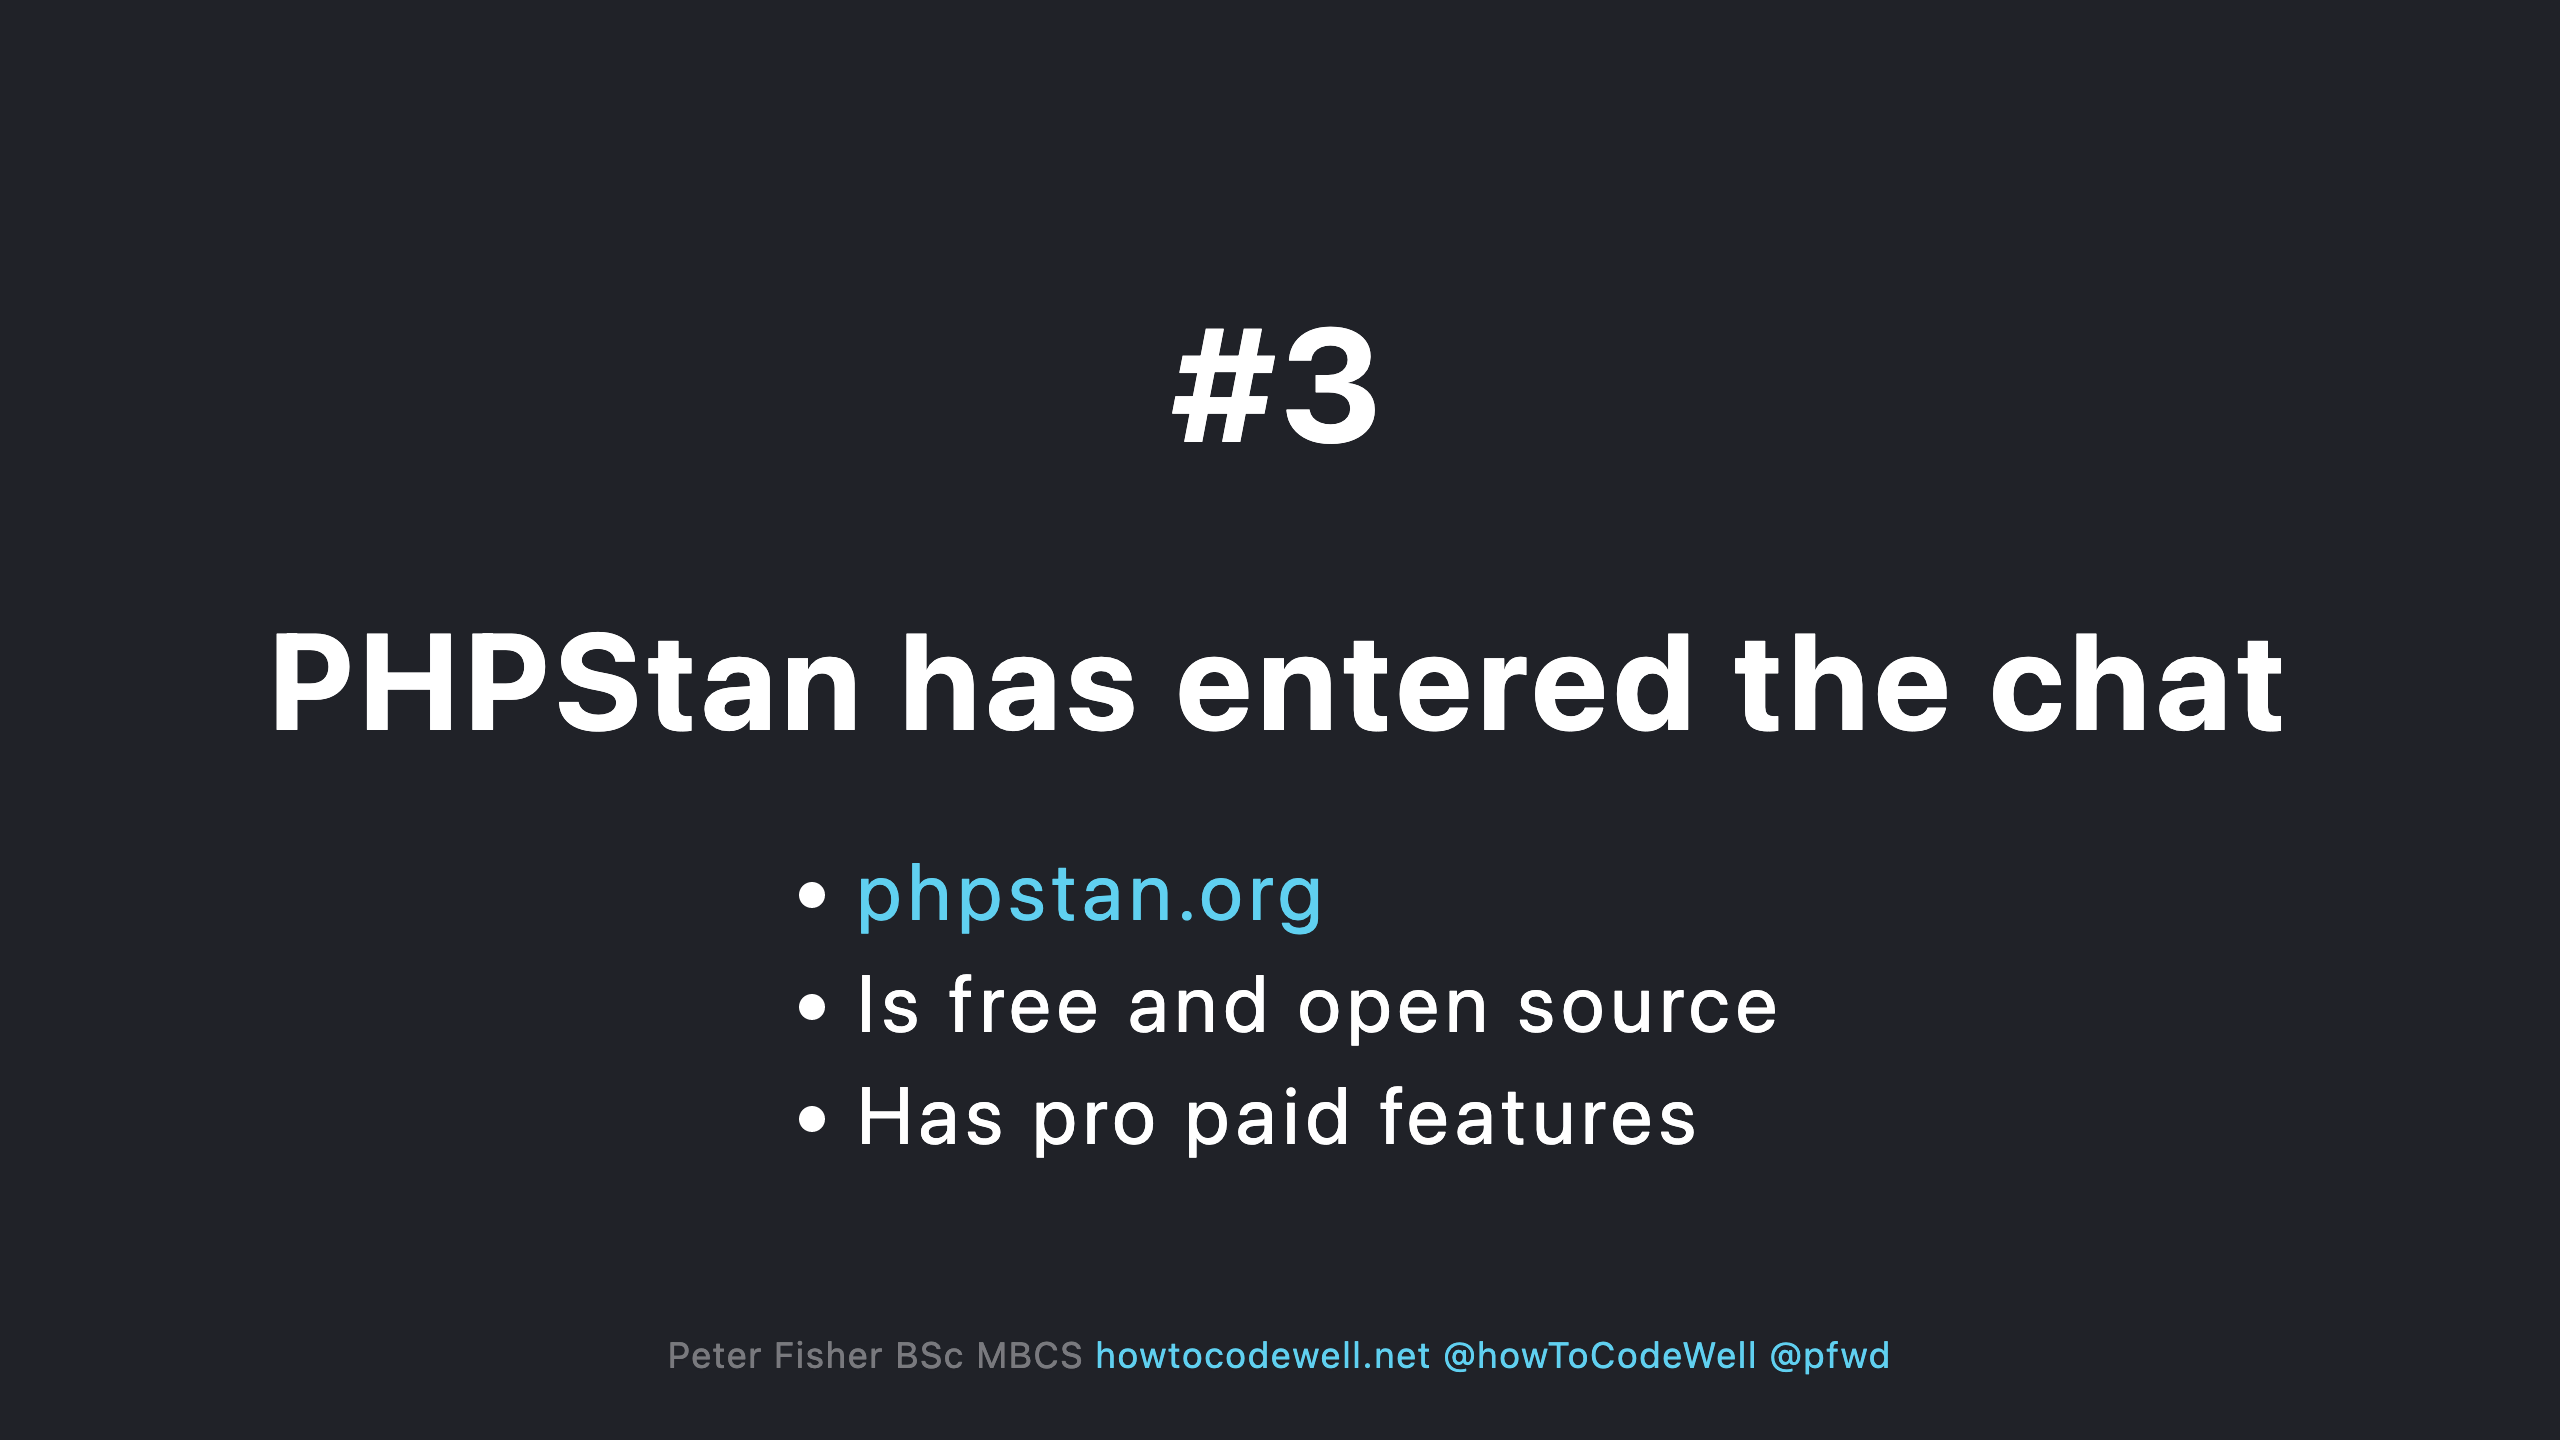 #3
PHPStan has entered the chat
• phpstan.org
• Is free and open source
• Has pro paid features
Peter Fisher BSc MBCS howtocodewell.net @howToCodeWell @pfwd